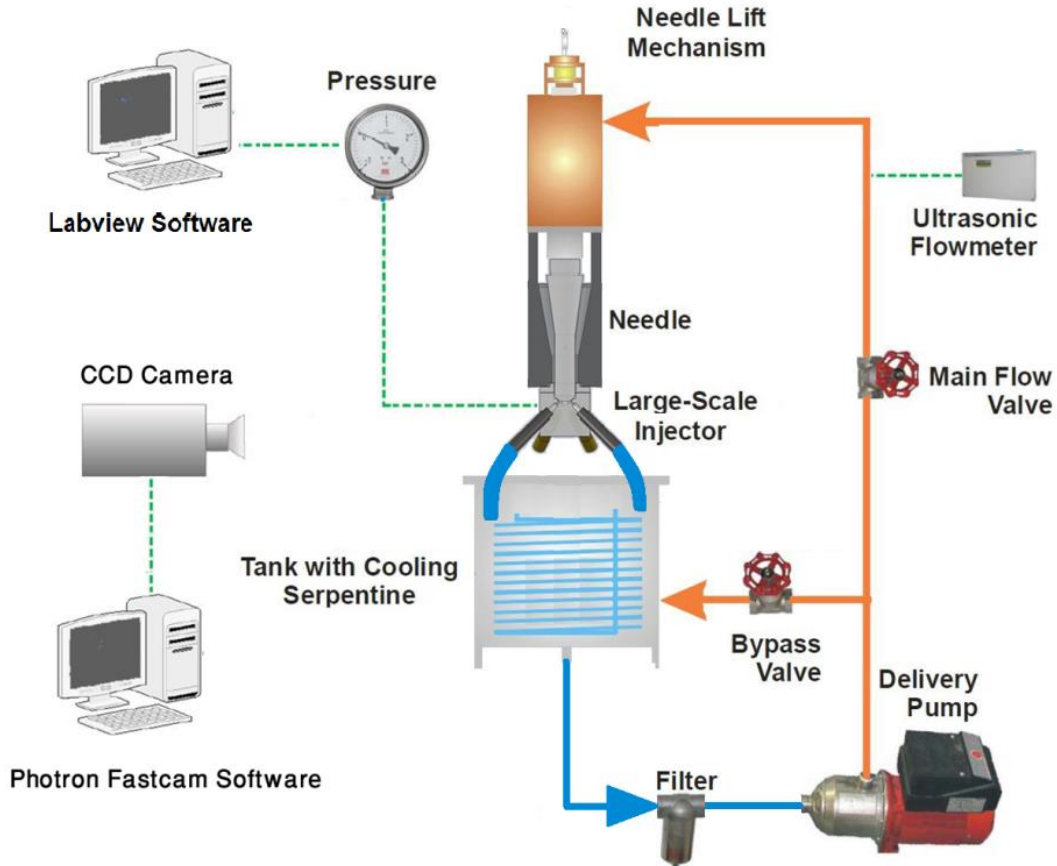 Needle Lift
Mechanism
Pressure
Labview Software
Ultrasonic
Flowmeter
Needle
CCD Camera
Main Flow
Valve
Large-Scale
Injector
Tank with Cooling
Serpentine
Bypass
Valve
Delivery
Pump
Photron Fastcam Software
Filter